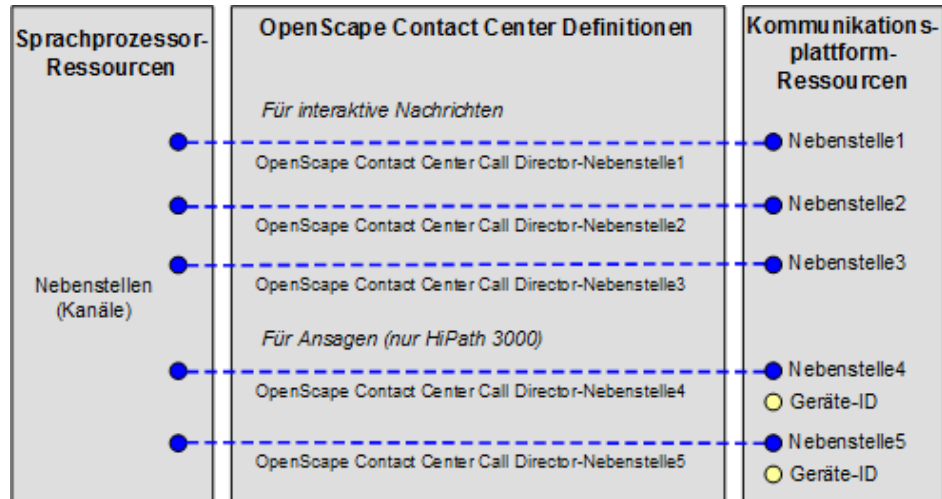 Sprachprozessor-
Ressourcen
Nebenstellen
(Kanäle)
OpenScape Contact Center Definitionen
Für interaktive Nachrichten
OpenScape Contact Center Call Director-Nebenstelle1
OpenScape Contact Center Call Director-Nebenstelle2
OpenScape Contact Center Call Director-Nebenstelle3
Für Ansagen (nur HiPath 3000)
OpenScape Contact Center Call Director-Nebenstelle4
OpenScape Contact Center Call Director-Nebenstelle5
Kommunikations-
plattform-
Ressourcen
Nebenstelle1
Nebenstelle2
Nebenstelle3
Nebenstelle4
Geräte-ID
Nebenstelle5
Geräte-ID